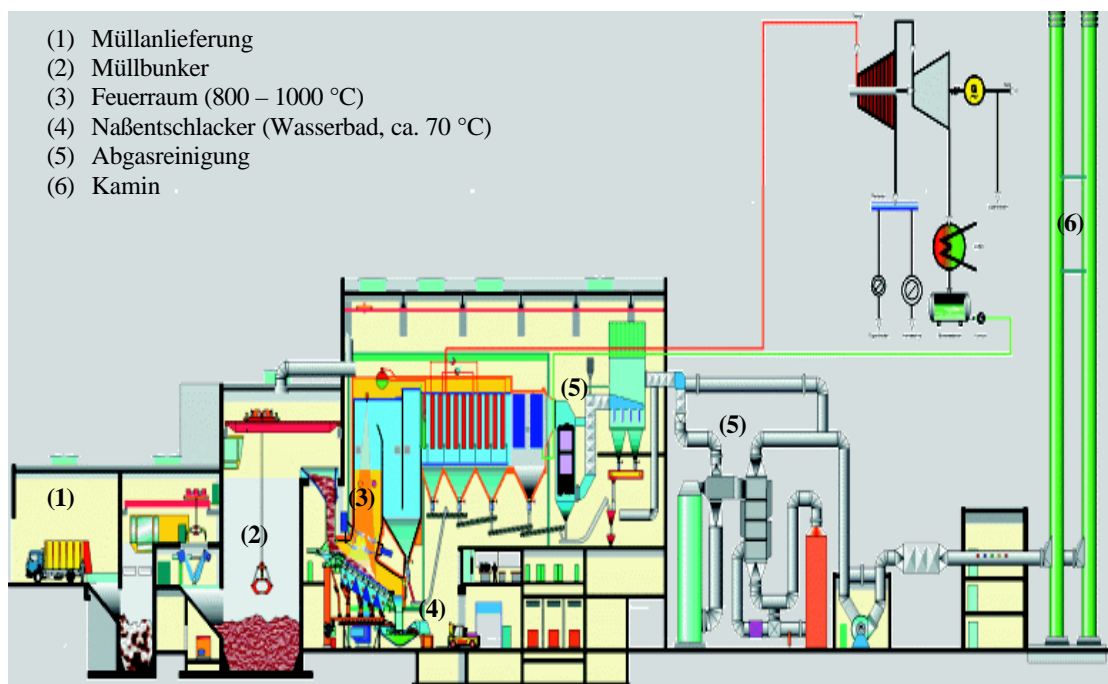 (1) Müllanlieferung
(2) Müllbunker
(3) Feuerraum (800 – 1000 °C)
(4) Naßentschlacker (Wasserbad, ca. 70 °C)
(5) Abgasreinigung
(6) Kamin
(6)
(5)
(5)
(1)
(3)
(2)
(4)